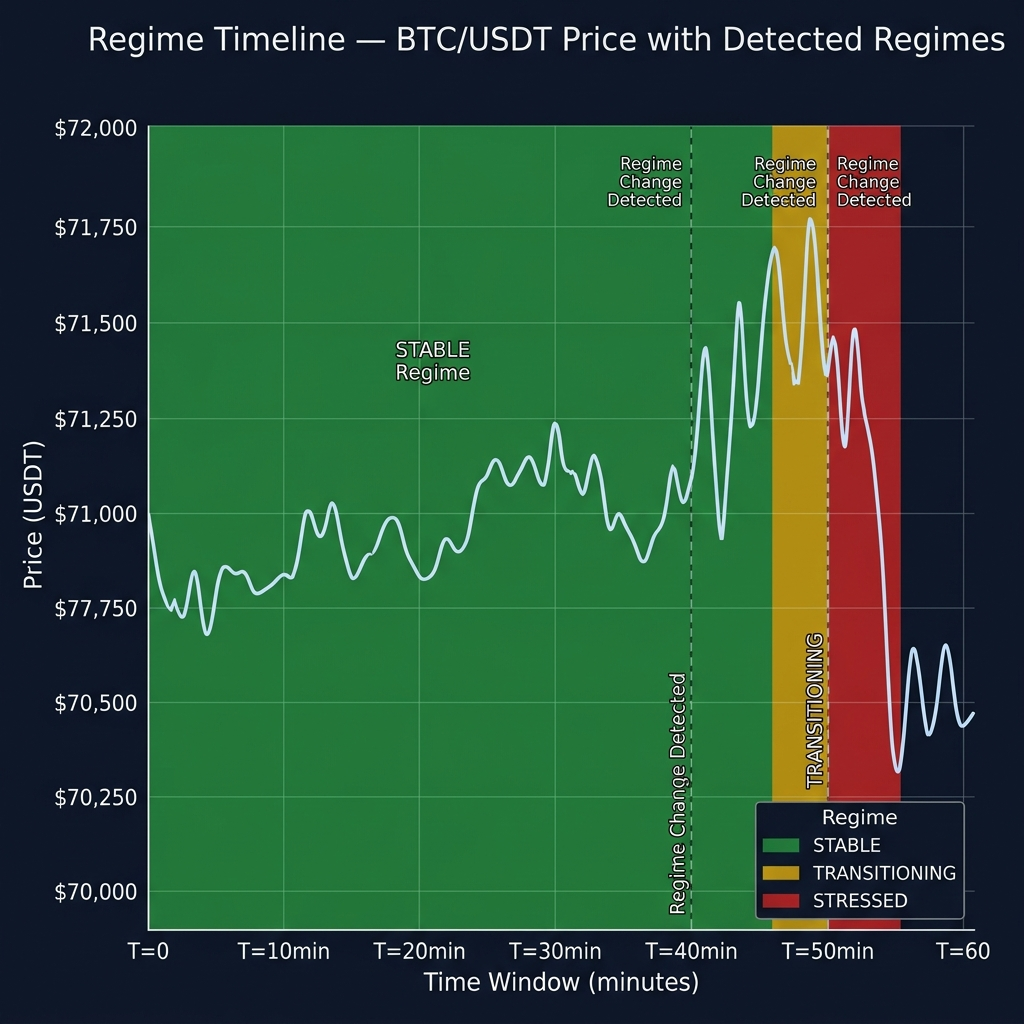 Regime Timeline — BTC/USDT Price with Detected Regimes
$72,000
$71,750
$71,500
$71,250
$71,000
$77,750
$70,500
$70,250
$70,000
Price (USDT)
Regime
Change
Detected
Regime
Change
Detected
Regime
Change
Detected
STABLE
Regime
Regime Change Detected
TRANSITIONING
Regime
STABLE
TRANSITIONING
STRESSED
T=0
T=10min
T=20min
T=30min
T=40min
T=50min
T=60
Time Window (minutes)